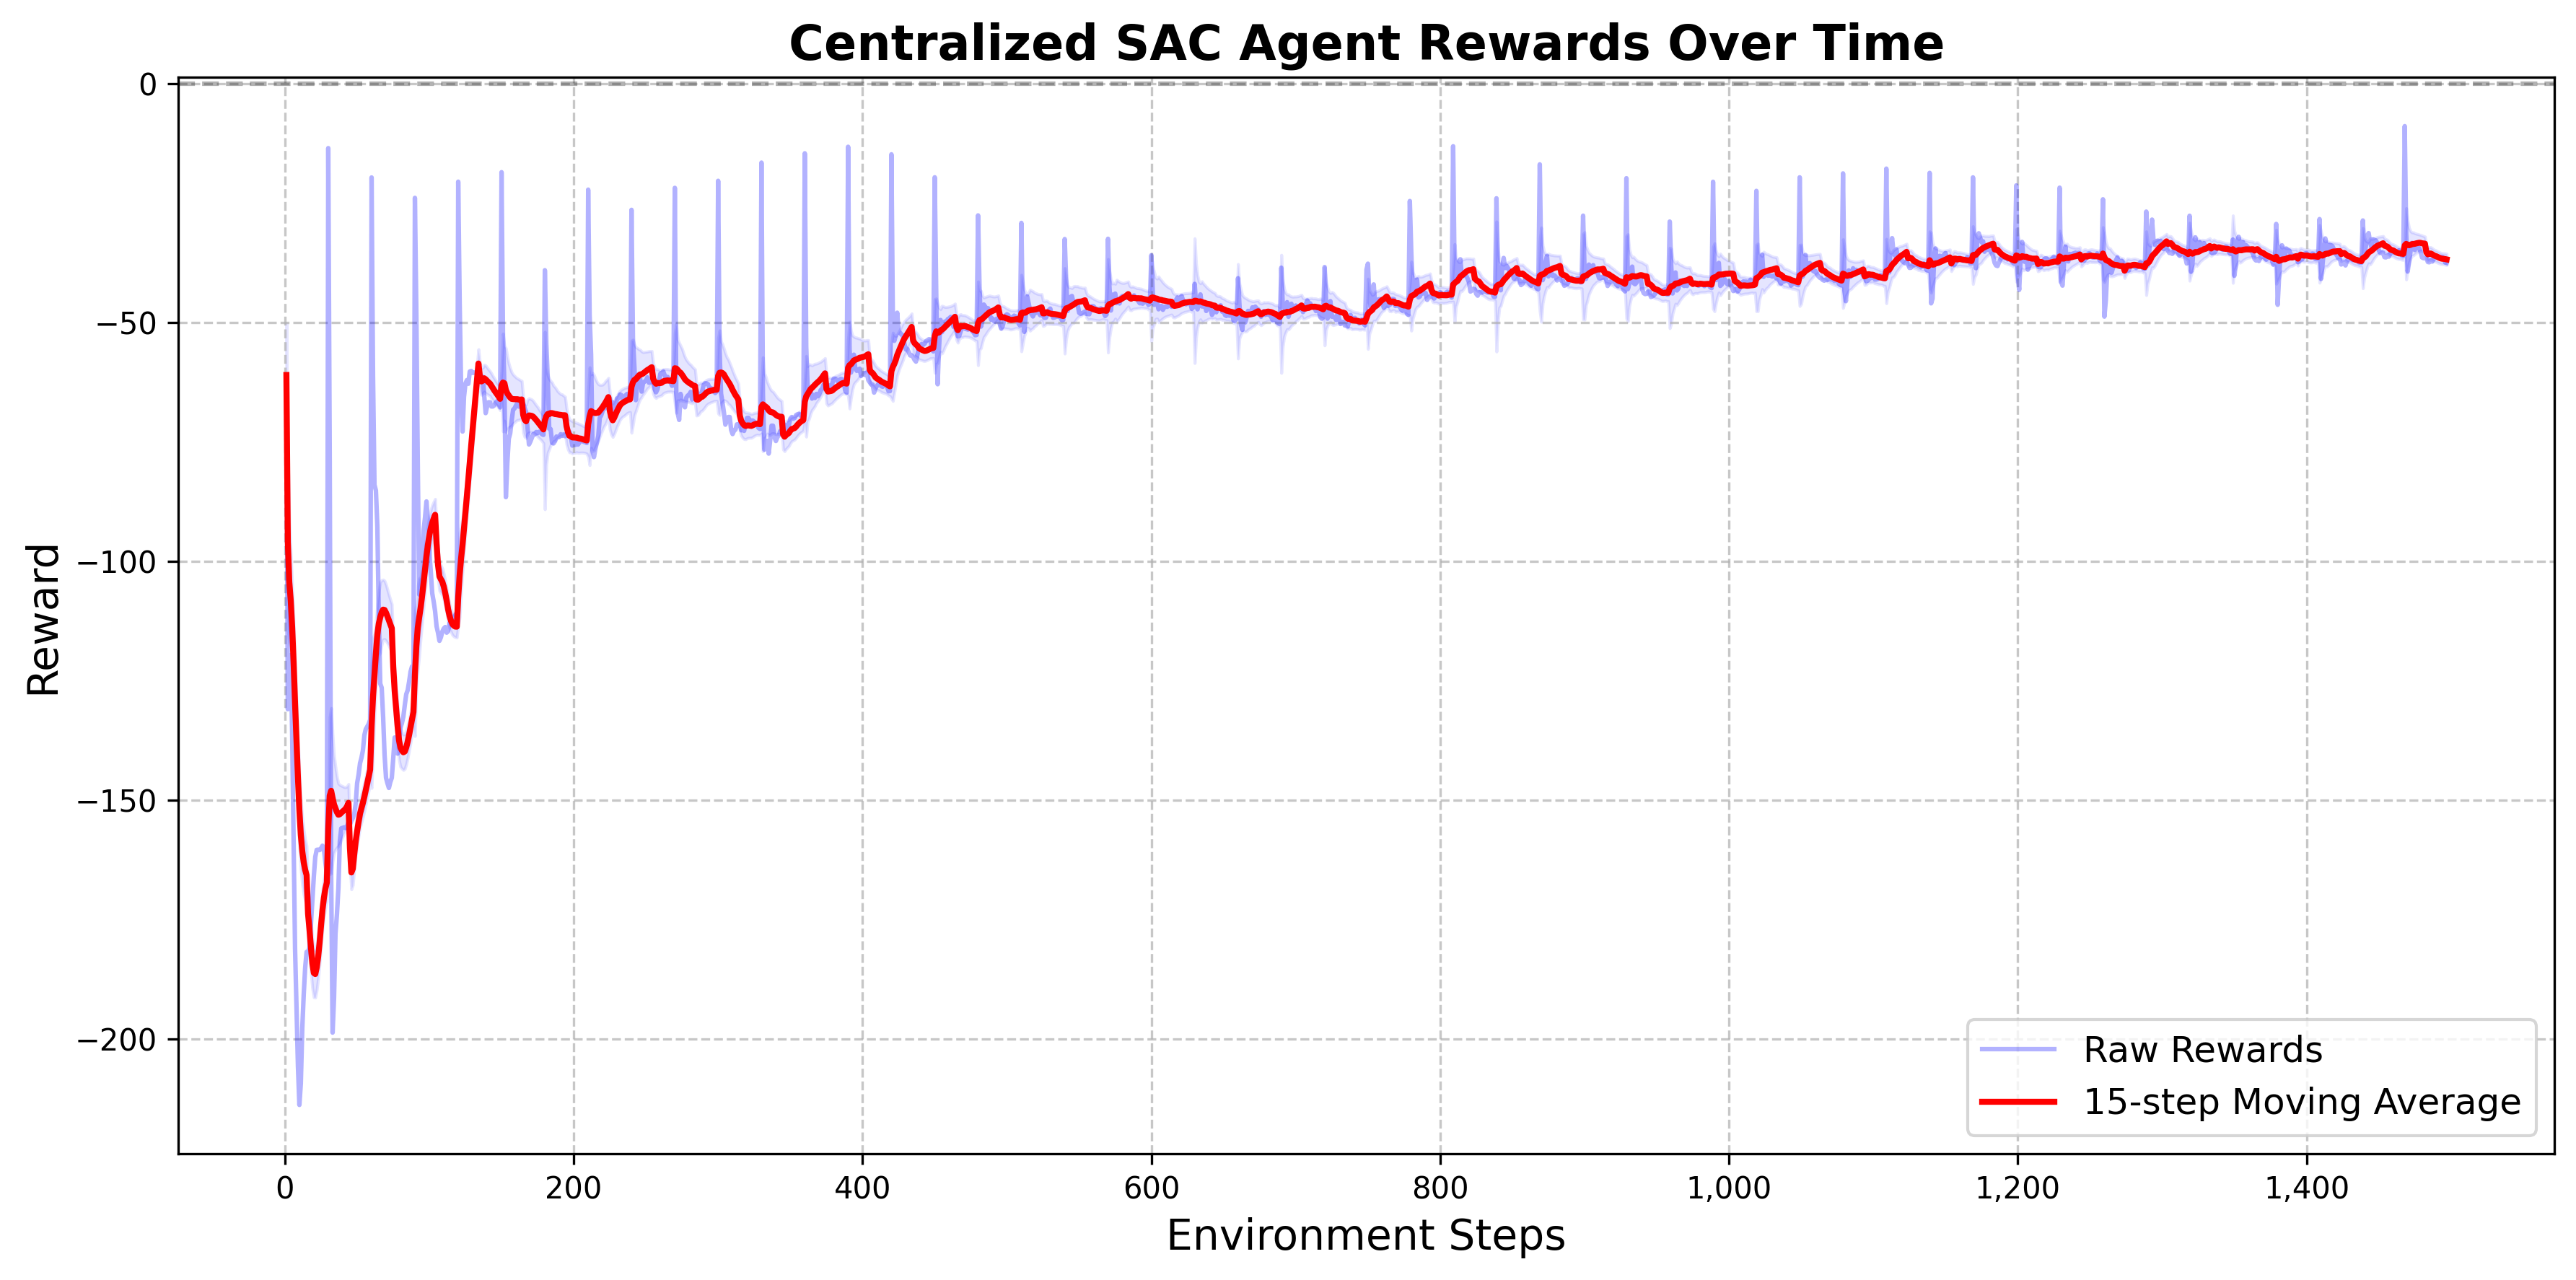 Centralized SAC Agent Rewards Over Time
0
−50
−100
−150
−200
Reward
0
200
400
600
800
1,000
1,200
1,400
Environment Steps
Raw Rewards
15-step Moving Average